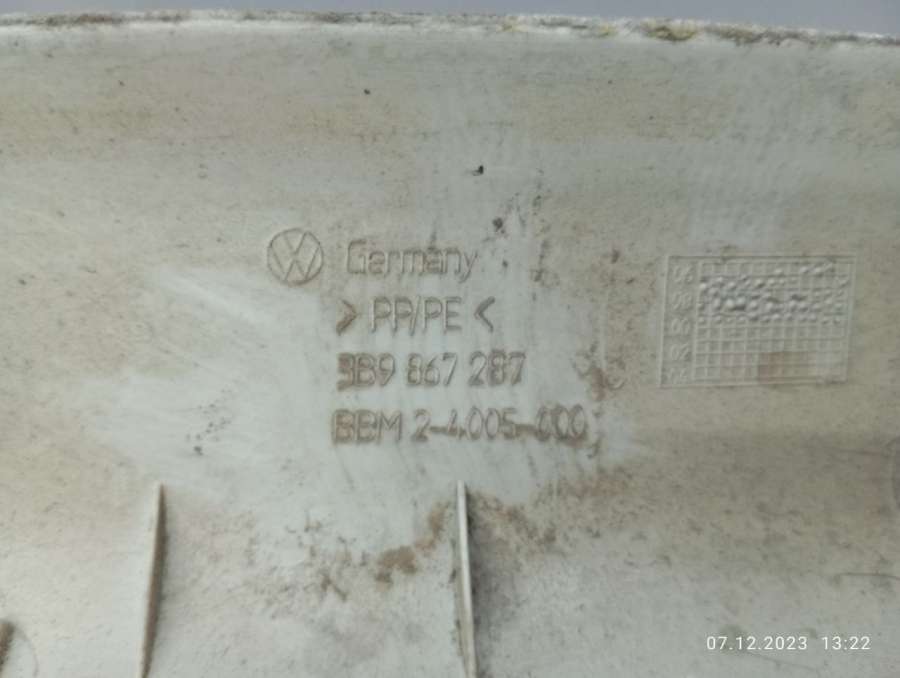 Germany
> PP/PE <
3B9 867 287
BBM 2-4005-000
07.12.2023 13:22